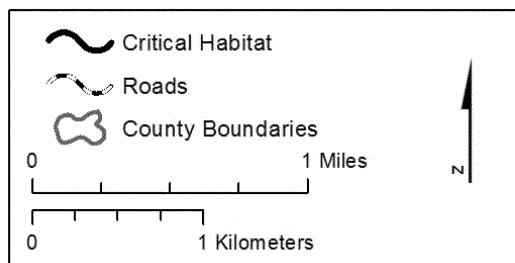 Critical Habitat
Roads
County Boundaries
0 1 Miles
0 1 Kilometers
N